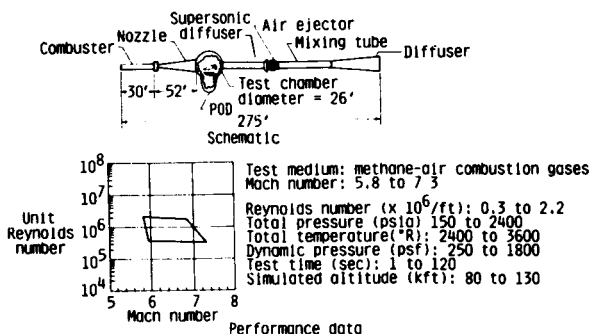 Supersonic
diffuser
Air ejector
Nozzle
Mixing tube
Combuster
Diffuser
30'
52'
Test chamber
diameter = 26'
POD
275'
Schematic
10^8
10^7
10^6
10^5
10^4
Unit
Reynolds
number
5 6 7 8
Mach number
Test medium: methane-air combustion gases
Mach number: 5.8 to 7 3
Reynolds number (x 10^6/ft): 0.3 to 2.2
Total pressure (psia) 150 to 2400
Total temperature(°R): 2400 to 3600
Dynamic pressure (psf): 250 to 1800
Test time (sec): 1 to 120
Simulated altitude (kft): 80 to 130
Performance data